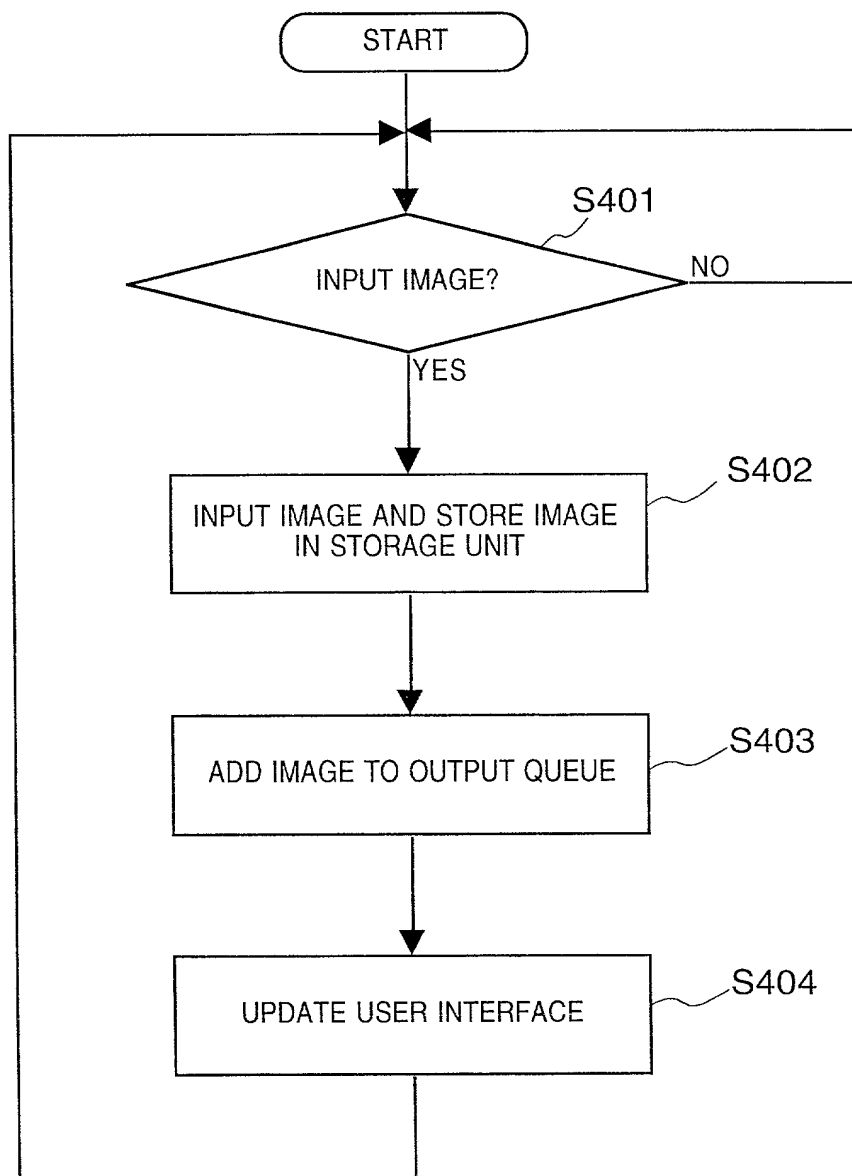 START
S401
INPUT IMAGE?
NO
YES
S402
INPUT IMAGE AND STORE IMAGE
IN STORAGE UNIT
S403
ADD IMAGE TO OUTPUT QUEUE
S404
UPDATE USER INTERFACE